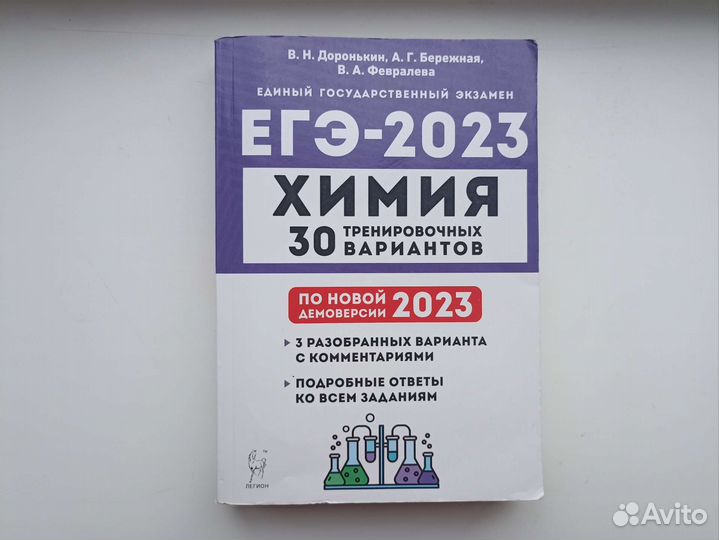 В. Н. Доронькин, А. Г. Бережная,
В. А. Февралева
ЕДИНЫЙ ГОСУДАРСТВЕННЫЙ ЭКЗАМЕН
ЕГЭ-2023
ХИМИЯ
30 ТРЕНИРОВОЧНЫХ
ВАРИАНТОВ
ПО НОВОЙ
ДЕМОВЕРСИИ 2023
3 РАЗОБРАННЫХ ВАРИАНТА
С КОММЕНТАРИЯМИ
ПОДРОБНЫЕ ОТВЕТЫ
КО ВСЕМ ЗАДАНИЯМ
ЛЕГИОН
TM
Avito